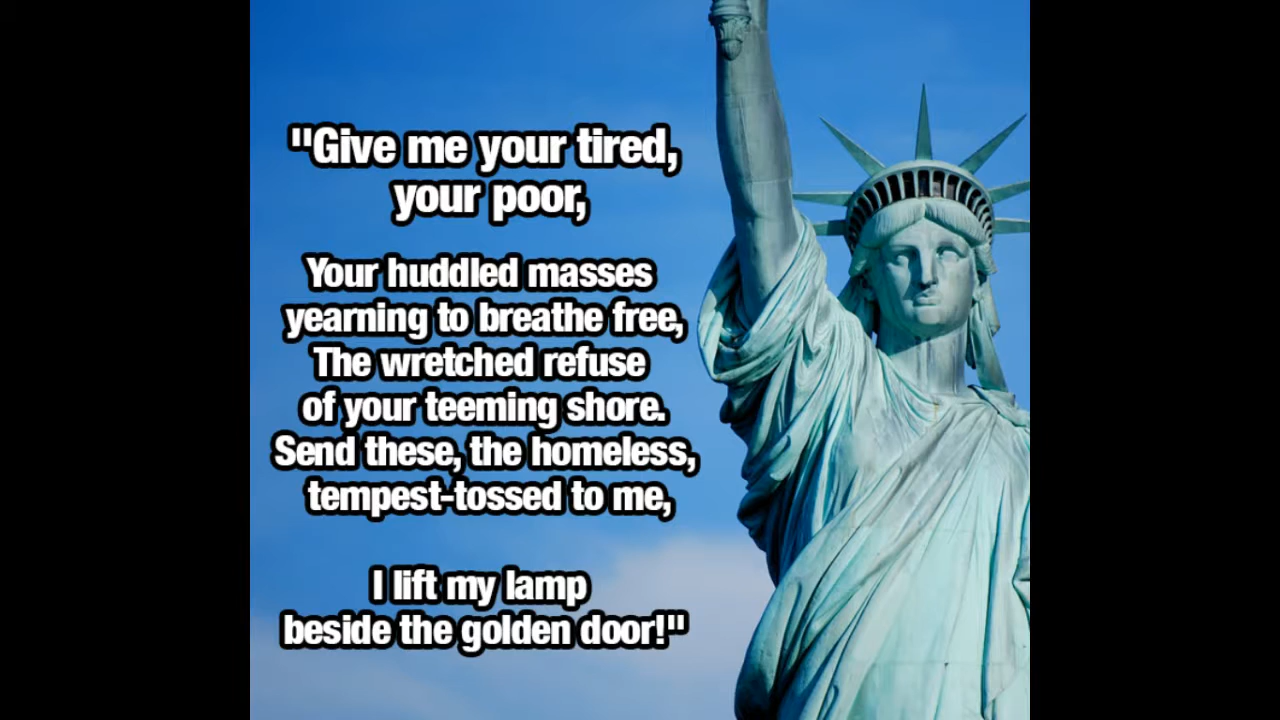 "Give me your tired,
your poor,
Your huddled masses
yearning to breathe free,
The wretched refuse
of your teeming shore.
Send these, the homeless,
tempest-tossed to me,
I lift my lamp
beside the golden door!"